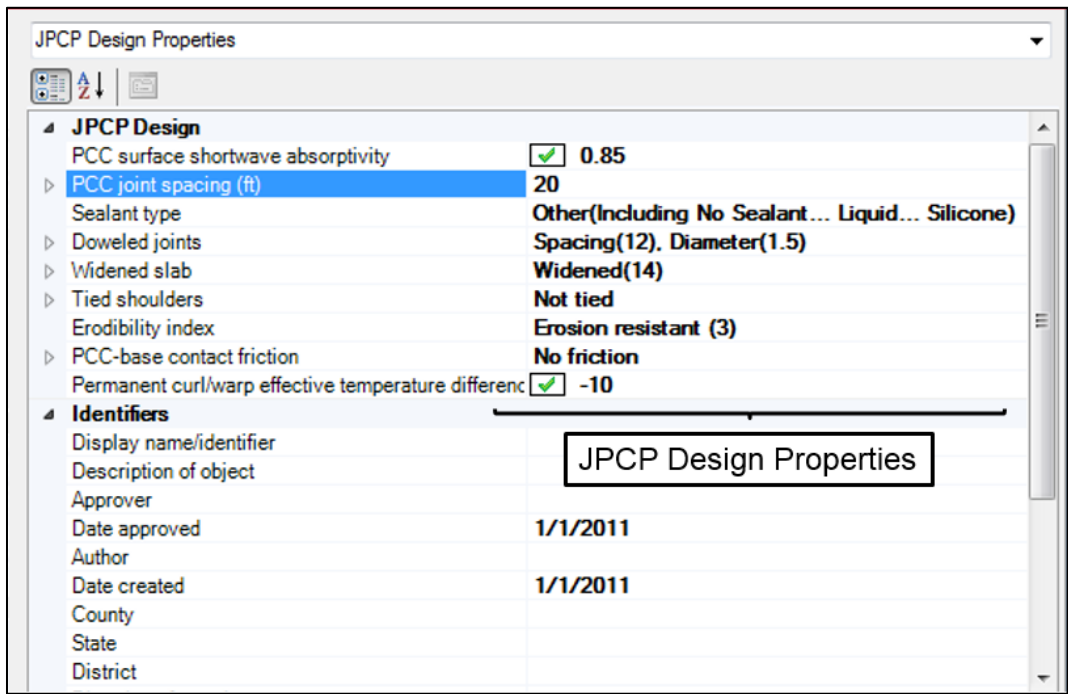 JPCP Design Properties
JPCP Design
PCC surface shortwave absorptivity 0.85
PCC joint spacing (ft) 20
Sealant type Other(Including No Sealant... Liquid... Silicone)
Doweled joints Spacing(12), Diameter(1.5)
Widened slab Widened(14)
Tied shoulders Not tied
Erodibility index Erosion resistant (3)
PCC-base contact friction No friction
Permanent curl/warp effective temperature differenc -10
Identifiers
Display name/identifier
JPCP Design Properties
Description of object
Approver
Date approved 1/1/2011
Author
Date created 1/1/2011
County
State
District